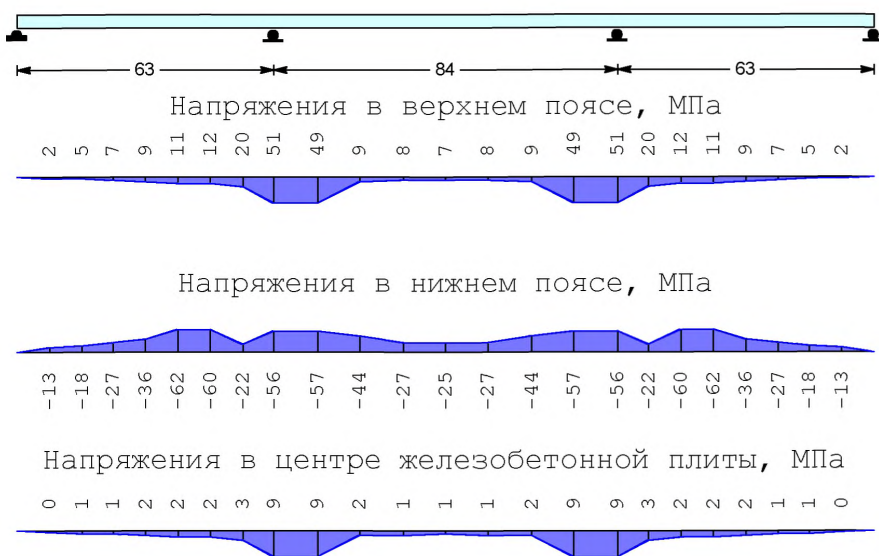 63 84 63
Напряжения в верхнем поясе, МПа
2 5 7 9 11 12 20 51 49 9 8 7 8 9 49 51 20 12 11 9 7 5 2
Напряжения в нижнем поясе, МПа
-13 -18 -27 -36 -62 -60 -22 -56 -57 -44 -27 -25 -27 -44 -57 -56 -22 -60 -62 -36 -27 -18 -13
Напряжения в центре железобетонной плиты, МПа
0 1 1 2 2 2 3 9 9 2 1 1 1 2 9 9 3 2 2 2 1 1 0